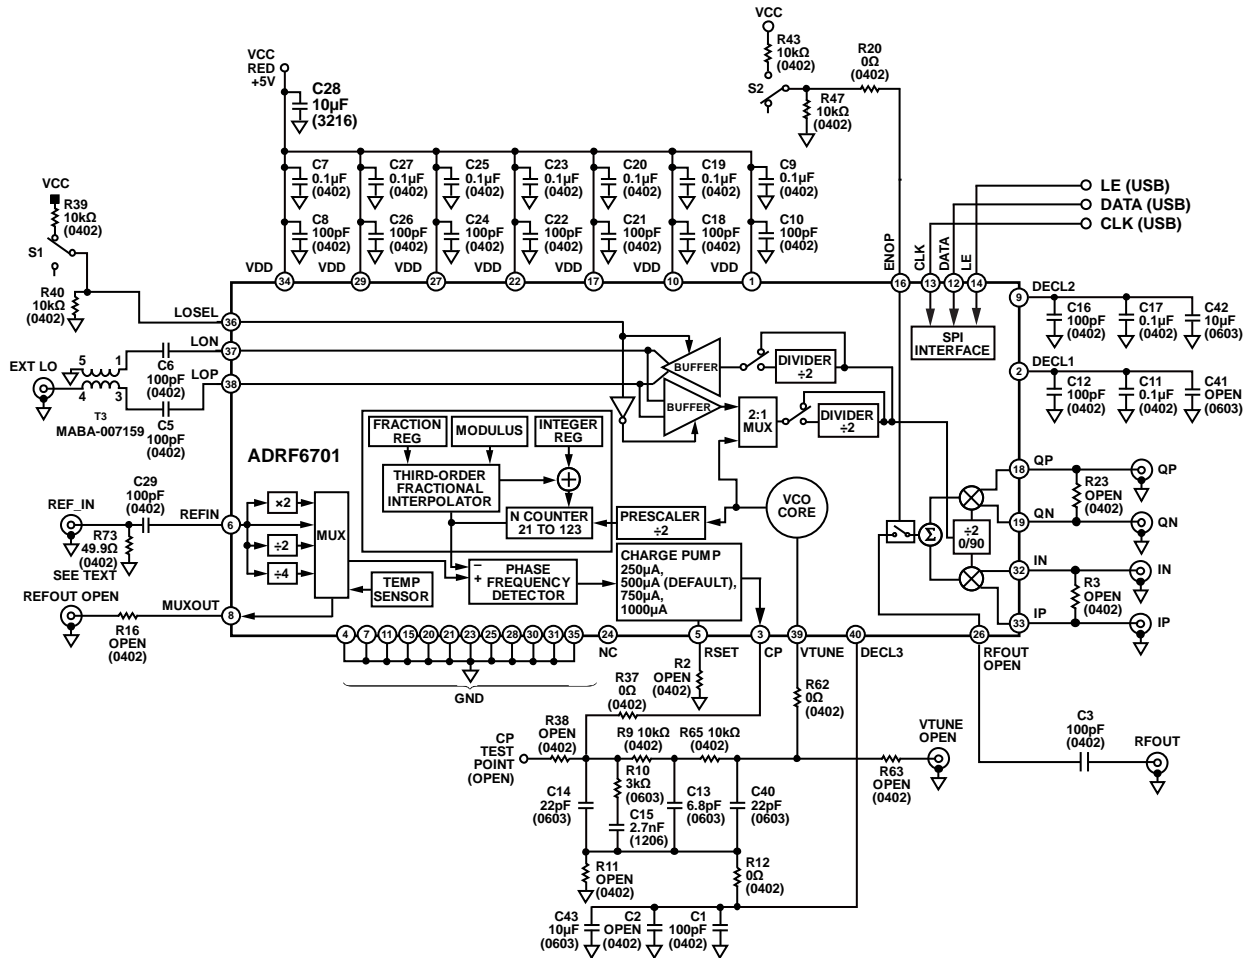 VCC
RED
+5V
C28
10µF
(3216)
VCC
R43
10kΩ
(0402)
S2
R47
10kΩ
(0402)
R20
0Ω
(0402)
VCC
R39
10kΩ
(0402)
S1
R40
10kΩ
(0402)
C7
0.1µF
(0402)
C27
0.1µF
(0402)
C25
0.1µF
(0402)
C23
0.1µF
(0402)
C20
0.1µF
(0402)
C19
0.1µF
(0402)
C9
0.1µF
(0402)
C8
100pF
(0402)
C26
100pF
(0402)
C24
100pF
(0402)
C22
100pF
(0402)
C21
100pF
(0402)
C18
100pF
(0402)
C10
100pF
(0402)
LE (USB)
DATA (USB)
CLK (USB)
VDD
34
VDD
29
VDD
27
VDD
22
VDD
17
VDD
10
VDD
1
ENOP
16
CLK
13
DATA
12
LE
14
SPI
INTERFACE
DECL2
9
C16
100pF
(0402)
C17
0.1µF
(0402)
C42
10µF
(0603)
DECL1
2
C12
100pF
(0402)
C11
0.1µF
(0402)
C41
OPEN
(0603)
LOSEL
36
LON
37
LOP
38
EXT LO
5
1
4
3
T3
MABA-007159
C6
100pF
(0402)
C5
100pF
(0402)
BUFFER
BUFFER
DIVIDER
÷2
2:1
MUX
DIVIDER
÷2
ADRF6701
FRACTION
REG
MODULUS
INTEGER
REG
THIRD-ORDER
FRACTIONAL
INTERPOLATOR
+
N COUNTER
21 TO 123
PRESCALER
÷2
VCO
CORE
REF_IN
C29
100pF
(0402)
R73
49.9Ω
(0402)
SEE TEXT
REFIN
6
×2
÷2
÷4
MUX
TEMP
SENSOR
−
+
PHASE
FREQUENCY
DETECTOR
CHARGE PUMP
250µA,
500µA (DEFAULT),
750µA,
1000µA
Σ
÷2
0/90
18
QP
R23
OPEN
(0402)
QP
19
QN
QN
32
IN
R3
OPEN
(0402)
IN
33
IP
IP
REFOUT OPEN
R16
OPEN
(0402)
MUXOUT
8
4
7
11
15
20
21
23
25
28
30
31
35
24
NC
GND
5
RSET
R2
OPEN
(0402)
3
CP
39
VTUNE
40
DECL3
26
RFOUT
OPEN
R37
0Ω
(0402)
R62
0Ω
(0402)
CP
TEST
POINT
(OPEN)
R38
OPEN
(0402)
R9 10kΩ
(0402)
R65 10kΩ
(0402)
R10
3kΩ
(0603)
C14
22pF
(0603)
C15
2.7nF
(1206)
C13
6.8pF
(0603)
C40
22pF
(0603)
R63
OPEN
(0402)
VTUNE
OPEN
C3
100pF
(0402)
RFOUT
R11
OPEN
(0402)
R12
0Ω
(0402)
C43
10µF
(0603)
C2
OPEN
(0402)
C1
100pF
(0402)